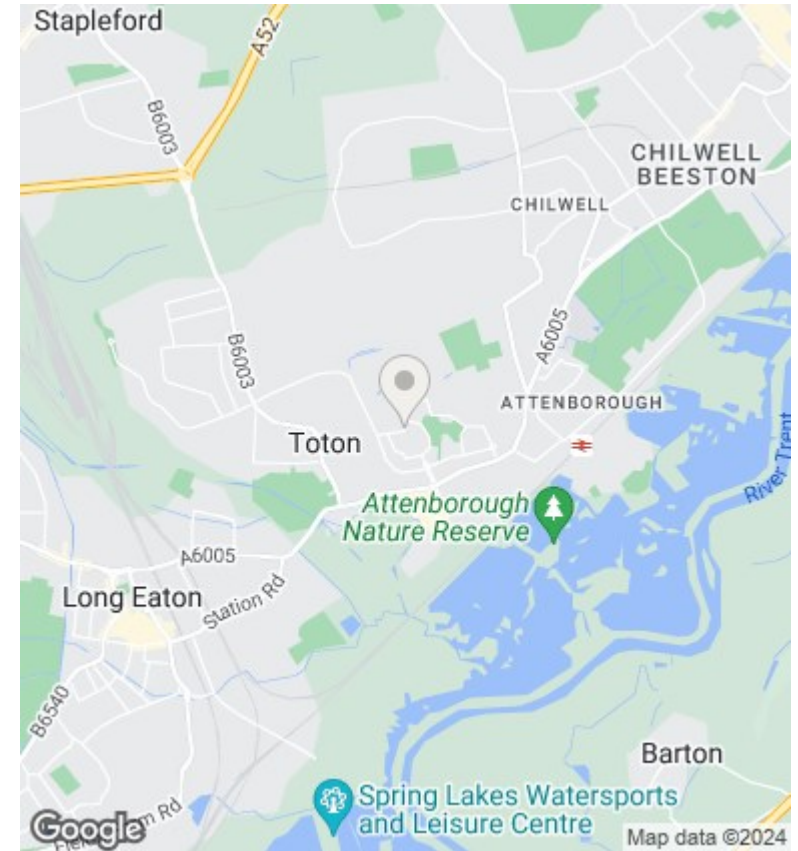 Stapleford
A52
B6003
CHILWELL
BEESTON
CHILWELL
B6003
A6005
ATTENBOROUGH
Toton
River Trent
Attenborough
Nature Reserve
A6005
Station Rd
Long Eaton
B6540
Barton
Spring Lakes Watersports
and Leisure Centre
Rd
Google
Map data ©2024